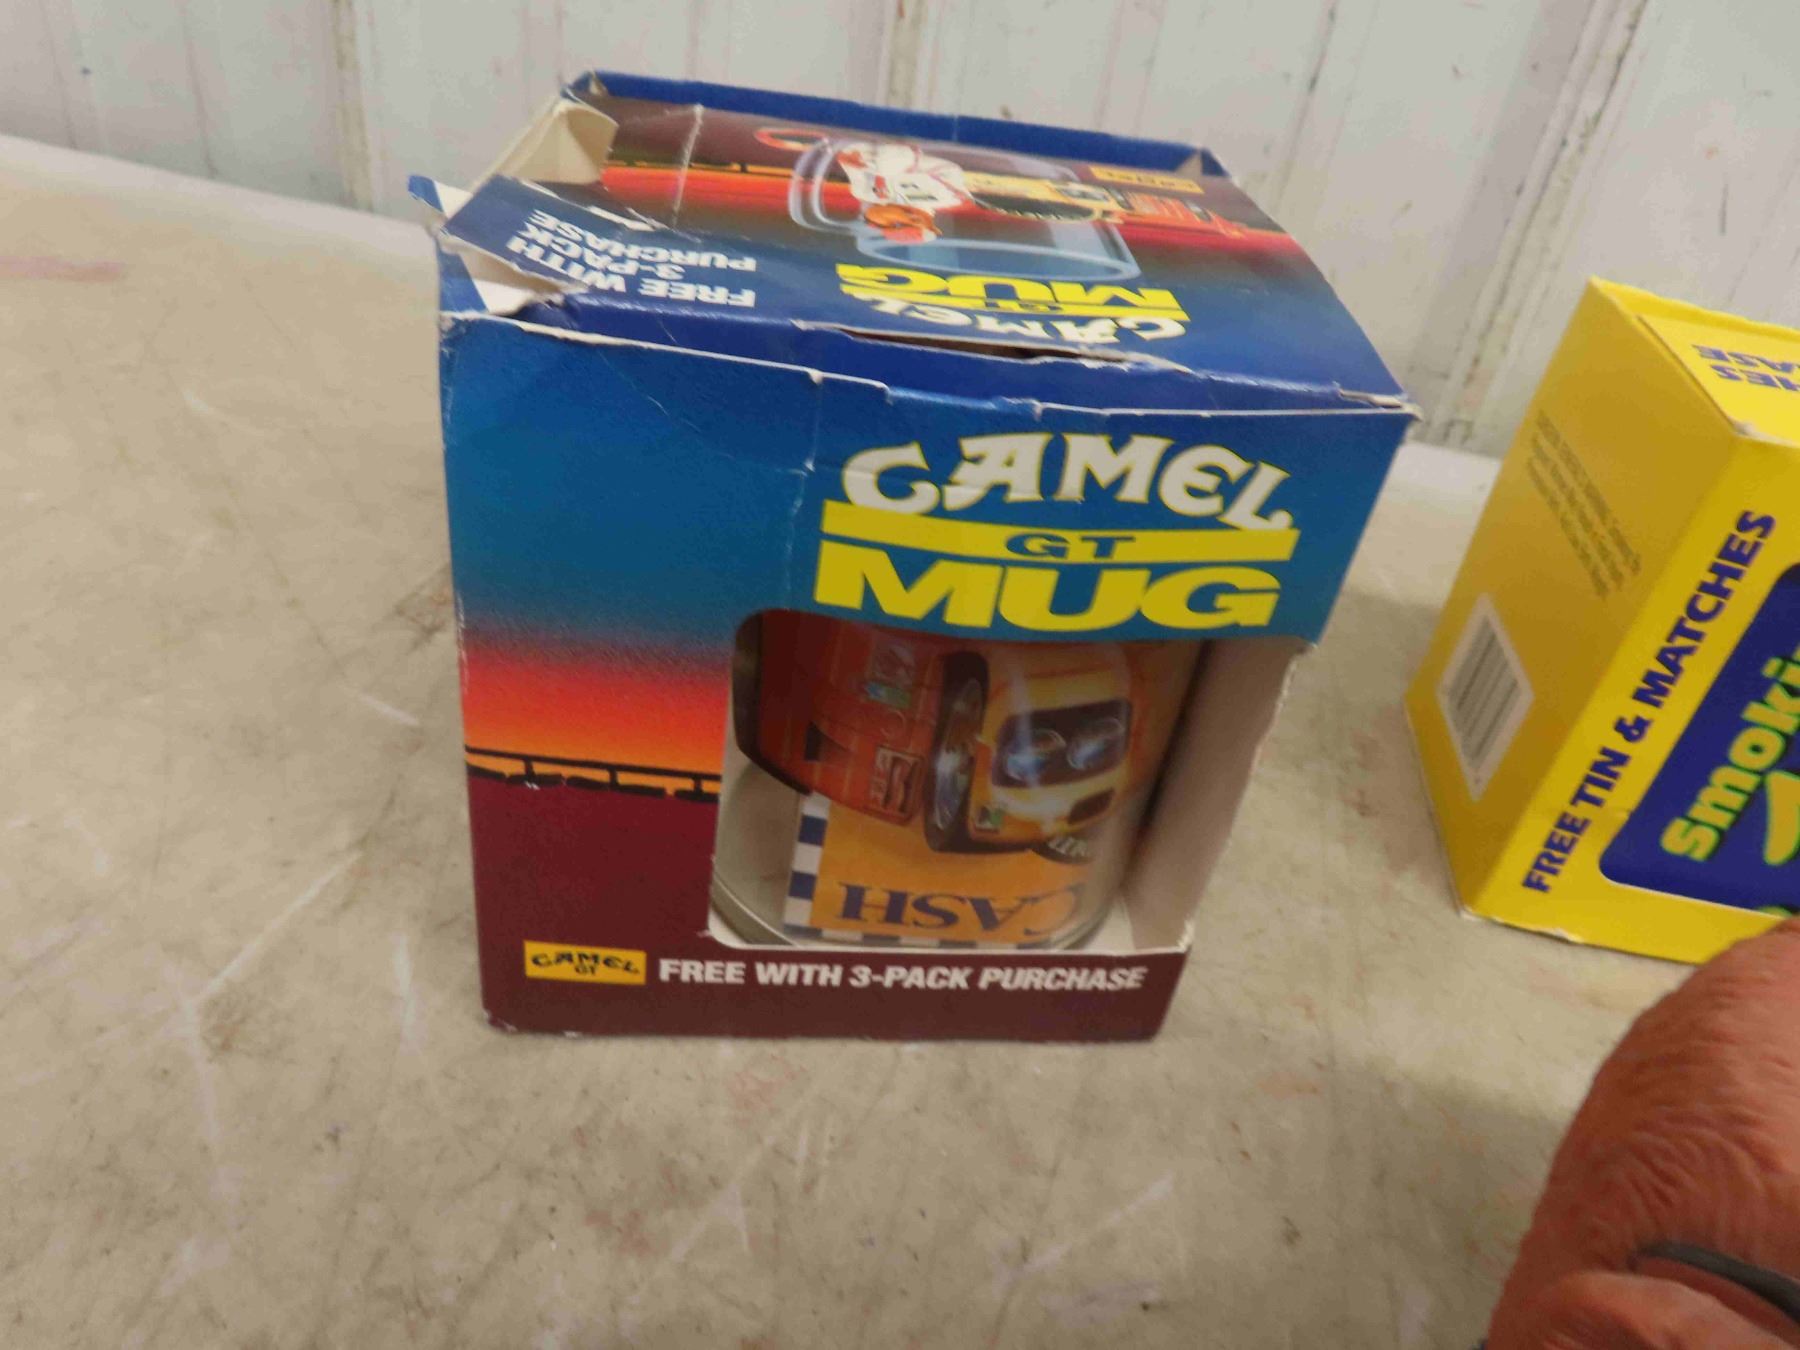 FREE WITH
3-PACK
PURCHASE
CAMEL
GT
MUG
CAMEL
CAMEL
GT
MUG
CASH
CAMEL
GT
FREE WITH 3-PACK PURCHASE
FREE TIN & MATCHES